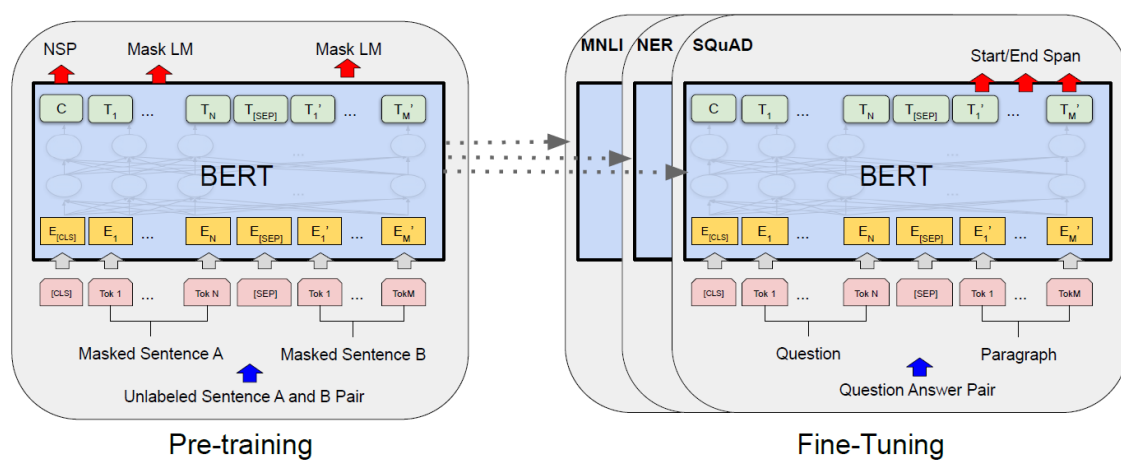 NSP Mask LM Mask LM
C T1 ... TN T[SEP] T1' ... TM'
...
BERT
...
E[CLS] E1 ... EN E[SEP] E1' ... EM'
[CLS] Tok 1 ... Tok N [SEP] Tok 1 ... TokM
Masked Sentence A Masked Sentence B
Unlabeled Sentence A and B Pair
Pre-training
MNLI NER SQuAD
Start/End Span
C T1 ... TN T[SEP] T1' ... TM'
...
BERT
...
E[CLS] E1 ... EN E[SEP] E1' ... EM'
[CLS] Tok 1 ... Tok N [SEP] Tok 1 ... TokM
Question Paragraph
Question Answer Pair
Fine-Tuning